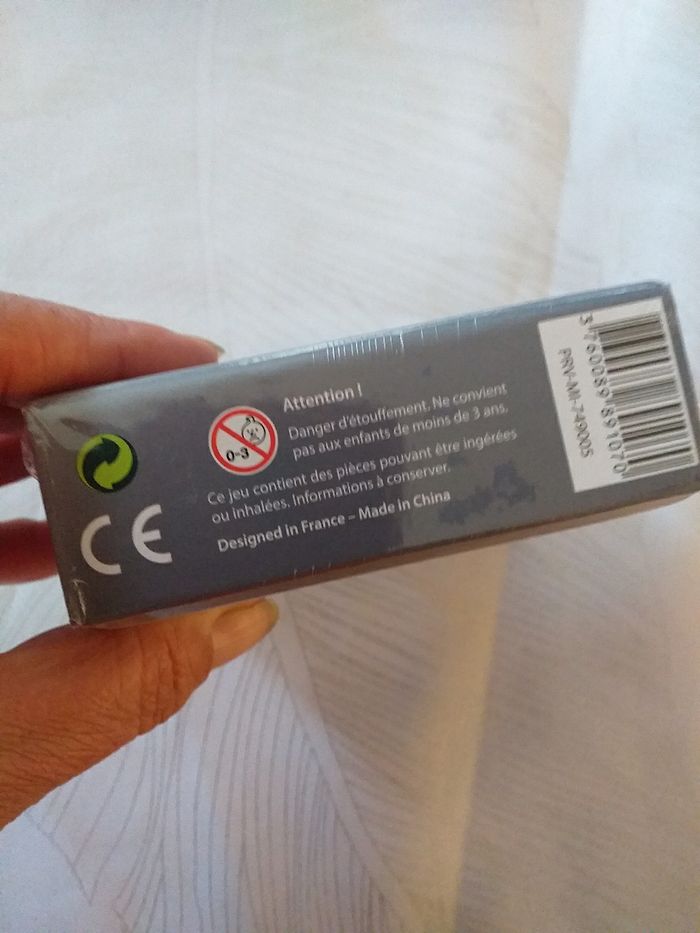 Attention !
Danger d'étouffement. Ne convient
pas aux enfants de moins de 3 ans.
0-3
Ce jeu contient des pièces pouvant être ingérées
ou inhalées. Informations à conserver.
Designed in France – Made in China
CE
PRV-MI-749005
3 760089 891070